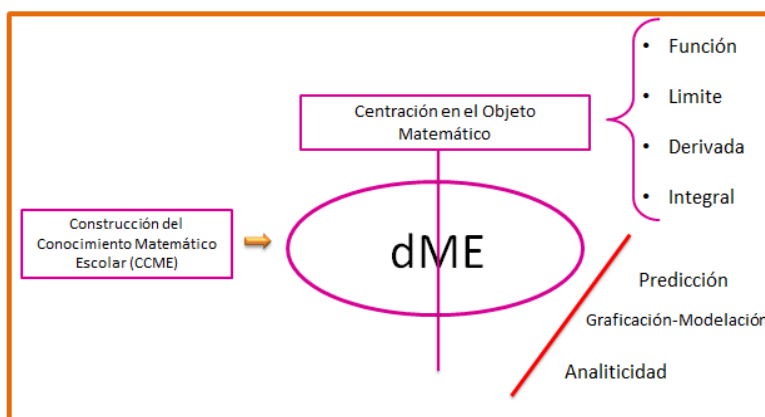 • Función
• Limite
• Derivada
• Integral
Centración en el Objeto
Matemático
Construcción del
Conocimiento Matemático
Escolar (CCME)
dME
Predicción
Graficación-Modelación
Analiticidad